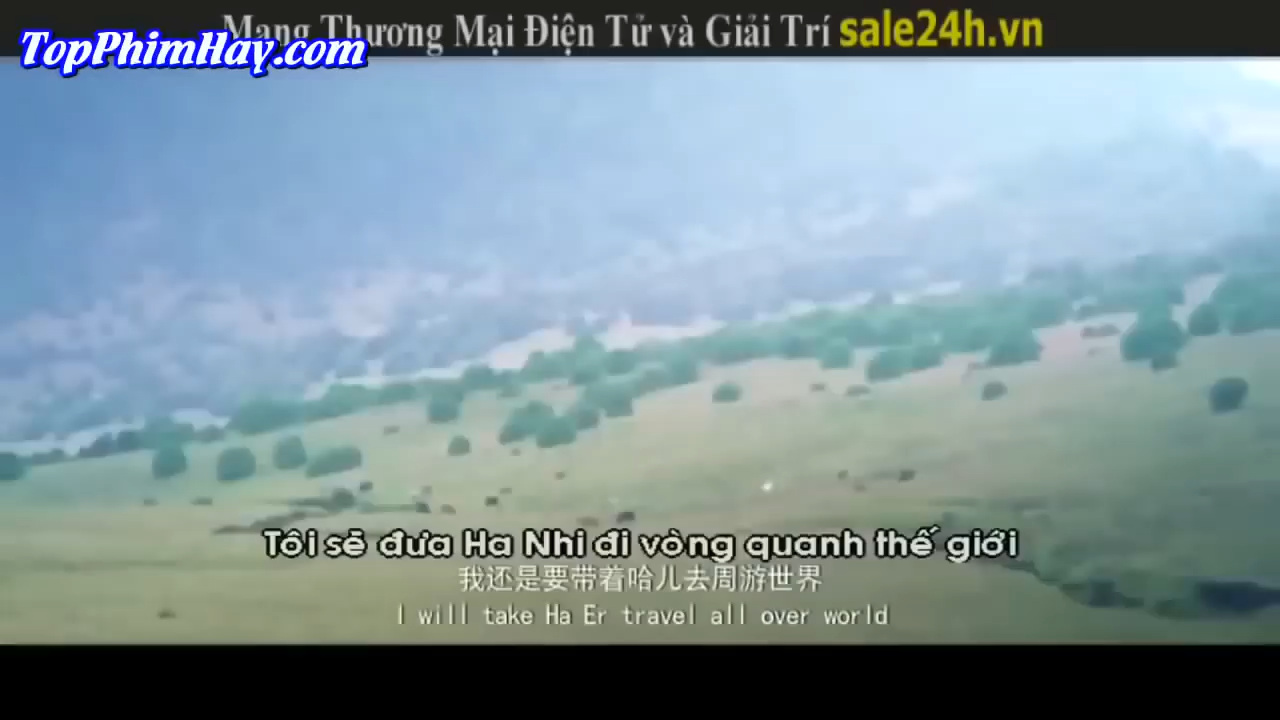 Mạng Thương Mại Điện Tử và Giải Trí sale24h.vn
TopPhimHay.com
Tôi sẽ đưa Ha Nhi đi vòng quanh thế giới
我还是要带着哈儿去周游世界
I will take Ha Er travel all over world